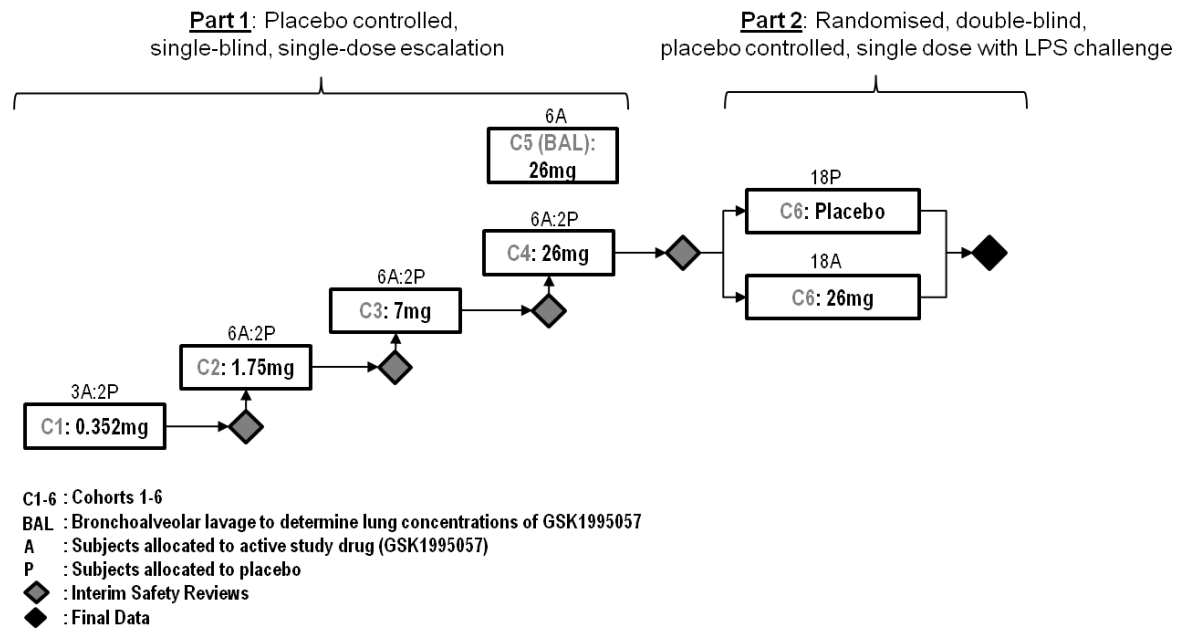 Part 1: Placebo controlled,
single-blind, single-dose escalation
Part 2: Randomised, double-blind,
placebo controlled, single dose with LPS challenge
6A
C5 (BAL):
26mg
6A:2P
C4: 26mg
6A:2P
C3: 7mg
6A:2P
C2: 1.75mg
3A:2P
C1: 0.352mg
18P
C6: Placebo
18A
C6: 26mg
C1-6 : Cohorts 1-6
BAL : Bronchoalveolar lavage to determine lung concentrations of GSK1995057
A : Subjects allocated to active study drug (GSK1995057)
P : Subjects allocated to placebo
: Interim Safety Reviews
: Final Data